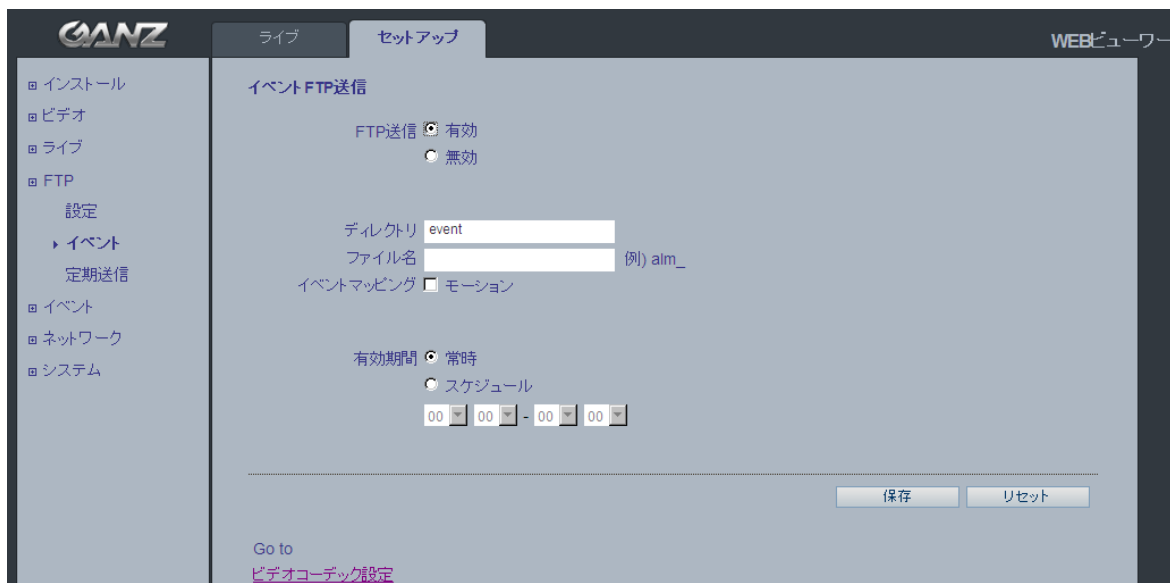 GANZ
ライブ
セットアップ
WEBビューワー
インストール
ビデオ
ライブ
FTP
設定
イベント
定期送信
イベント
ネットワーク
システム
イベントFTP送信
FTP送信 有効
無効
ディレクトリ event
ファイル名 例) alm_
イベントマッピング モーション
有効期間 常時
スケジュール
00 00 - 00 00
保存 リセット
Go to
ビデオコーデック設定